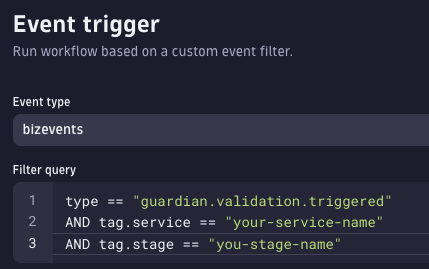 Event trigger
Run workflow based on a custom event filter.
Event type
bizevents
Filter query
1 type == "guardian.validation.triggered"
2 AND tag.service == "your-service-name"
3 AND tag.stage == "you-stage-name"